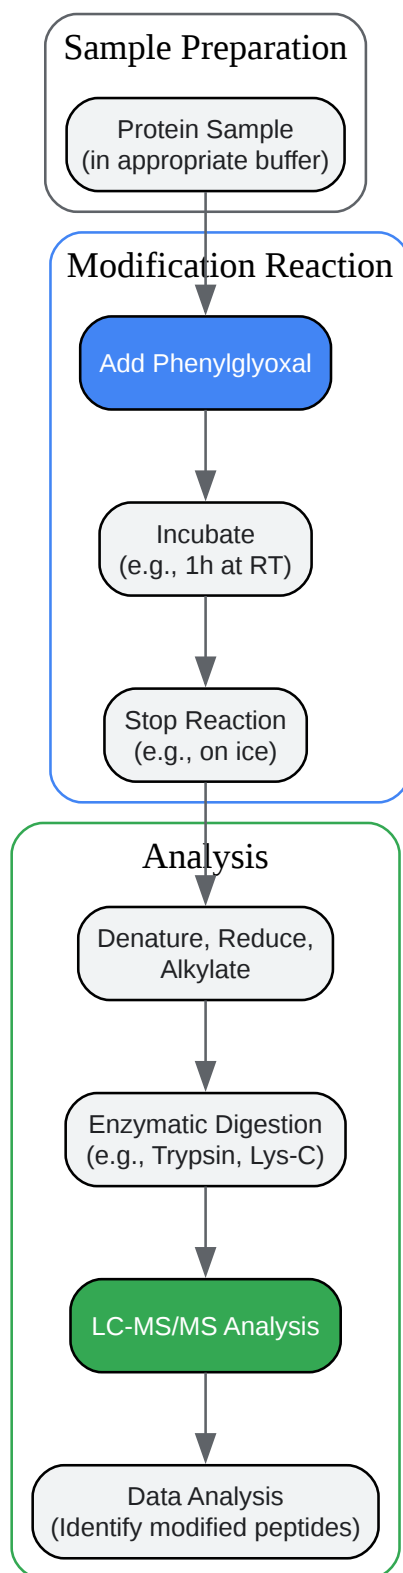 Sample Preparation
Protein Sample
(in appropriate buffer)
Modification Reaction
Add Phenylglyoxal
Incubate
(e.g., 1h at RT)
Stop Reaction
(e.g., on ice)
Analysis
Denature, Reduce,
Alkylate
Enzymatic Digestion
(e.g., Trypsin, Lys-C)
LC-MS/MS Analysis
Data Analysis
(Identify modified peptides)